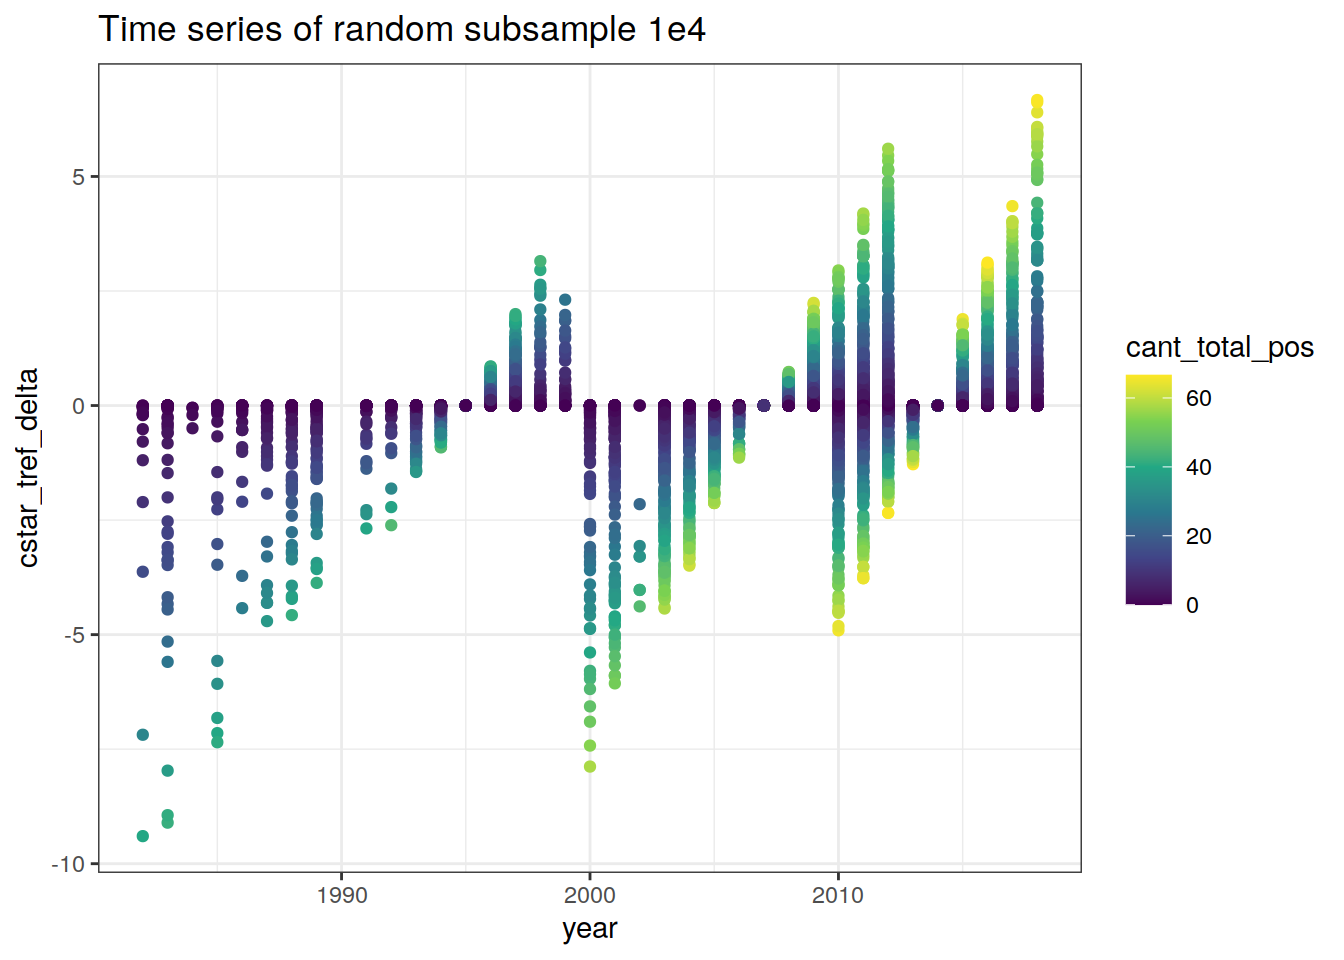 Time series of random subsample 1e4
cstar_tref_delta
5
0
-5
-10
1990
2000
2010
year
cant_total_pos
60
40
20
0